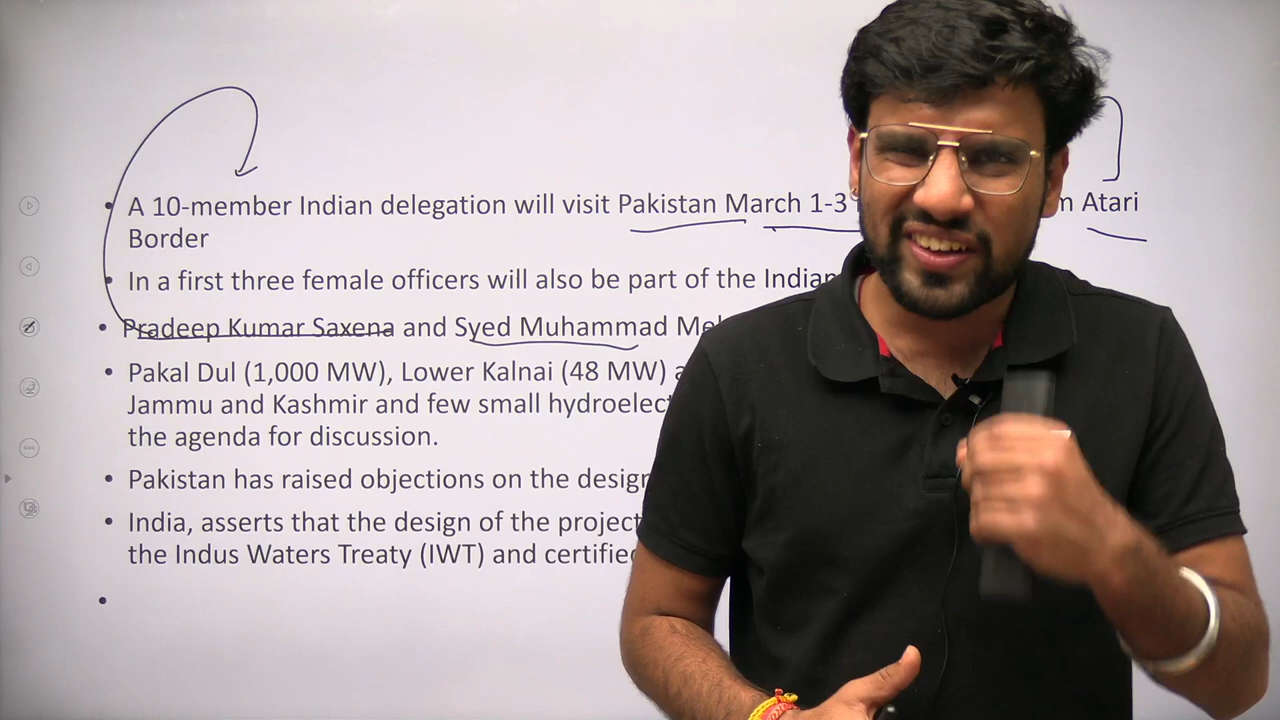 A 10-member Indian delegation will visit Pakistan March 1-3 Atari
Border
In a first three female officers will also be part of the Indian
Pradeep Kumar Saxena and Syed Muhammad
Pakal Dul (1,000 MW), Lower Kalnai (48 MW)
Jammu and Kashmir and few small
the agenda for discussion.
Pakistan has raised objections on the design
India, asserts that the design of the project
the Indus Waters Treaty (IWT) and